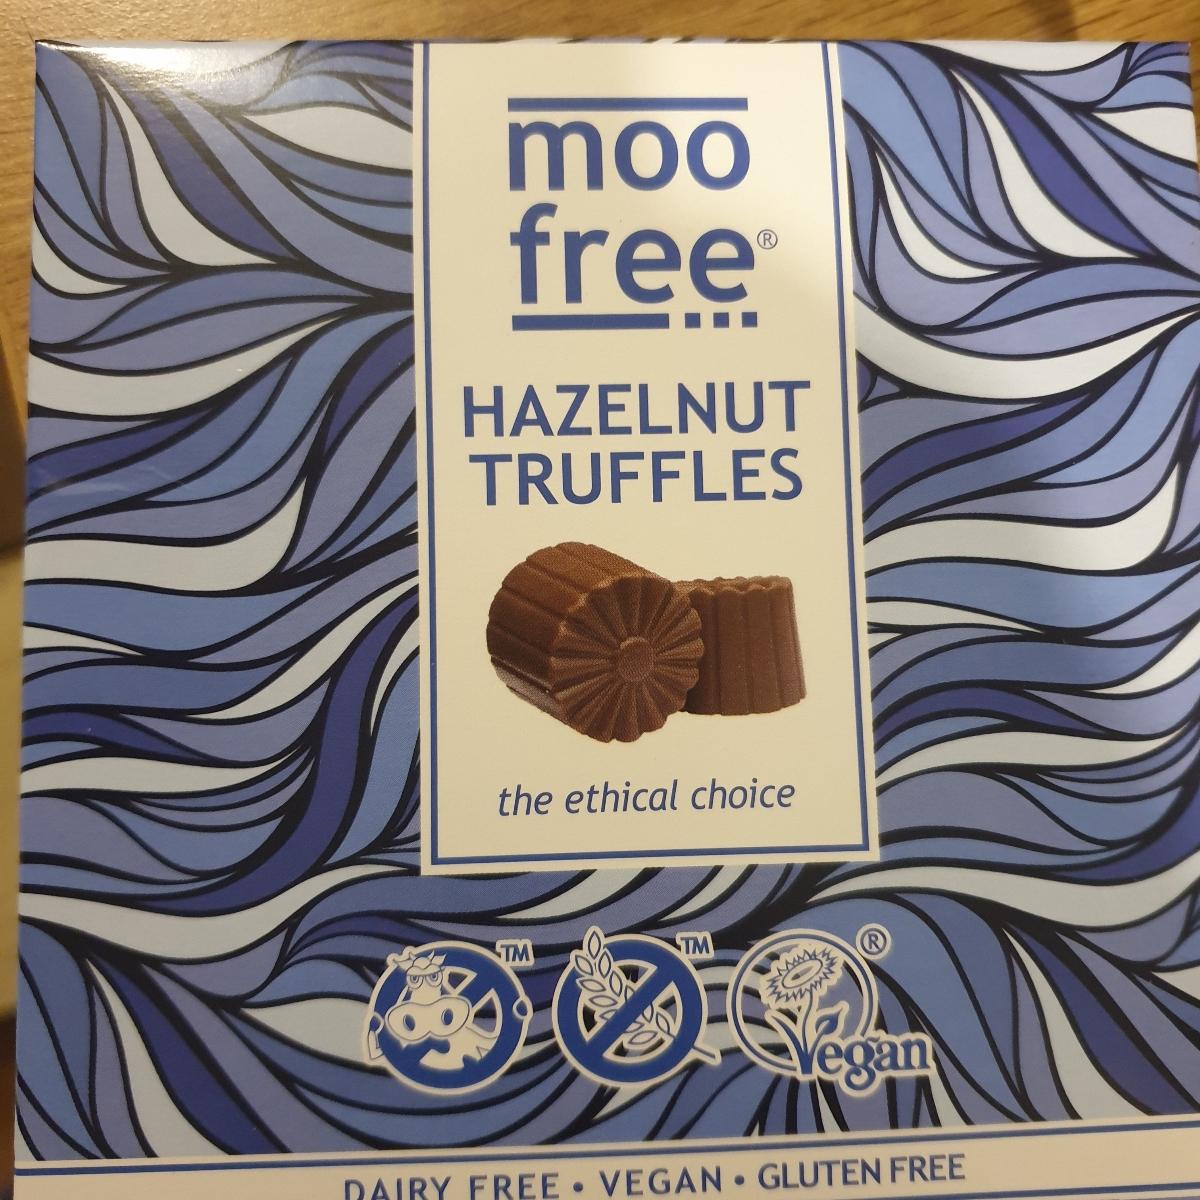 moo
free®
HAZELNUT
TRUFFLES
the ethical choice
TM
TM
®
Vegan
DAIRY FREE • VEGAN • GLUTEN FREE